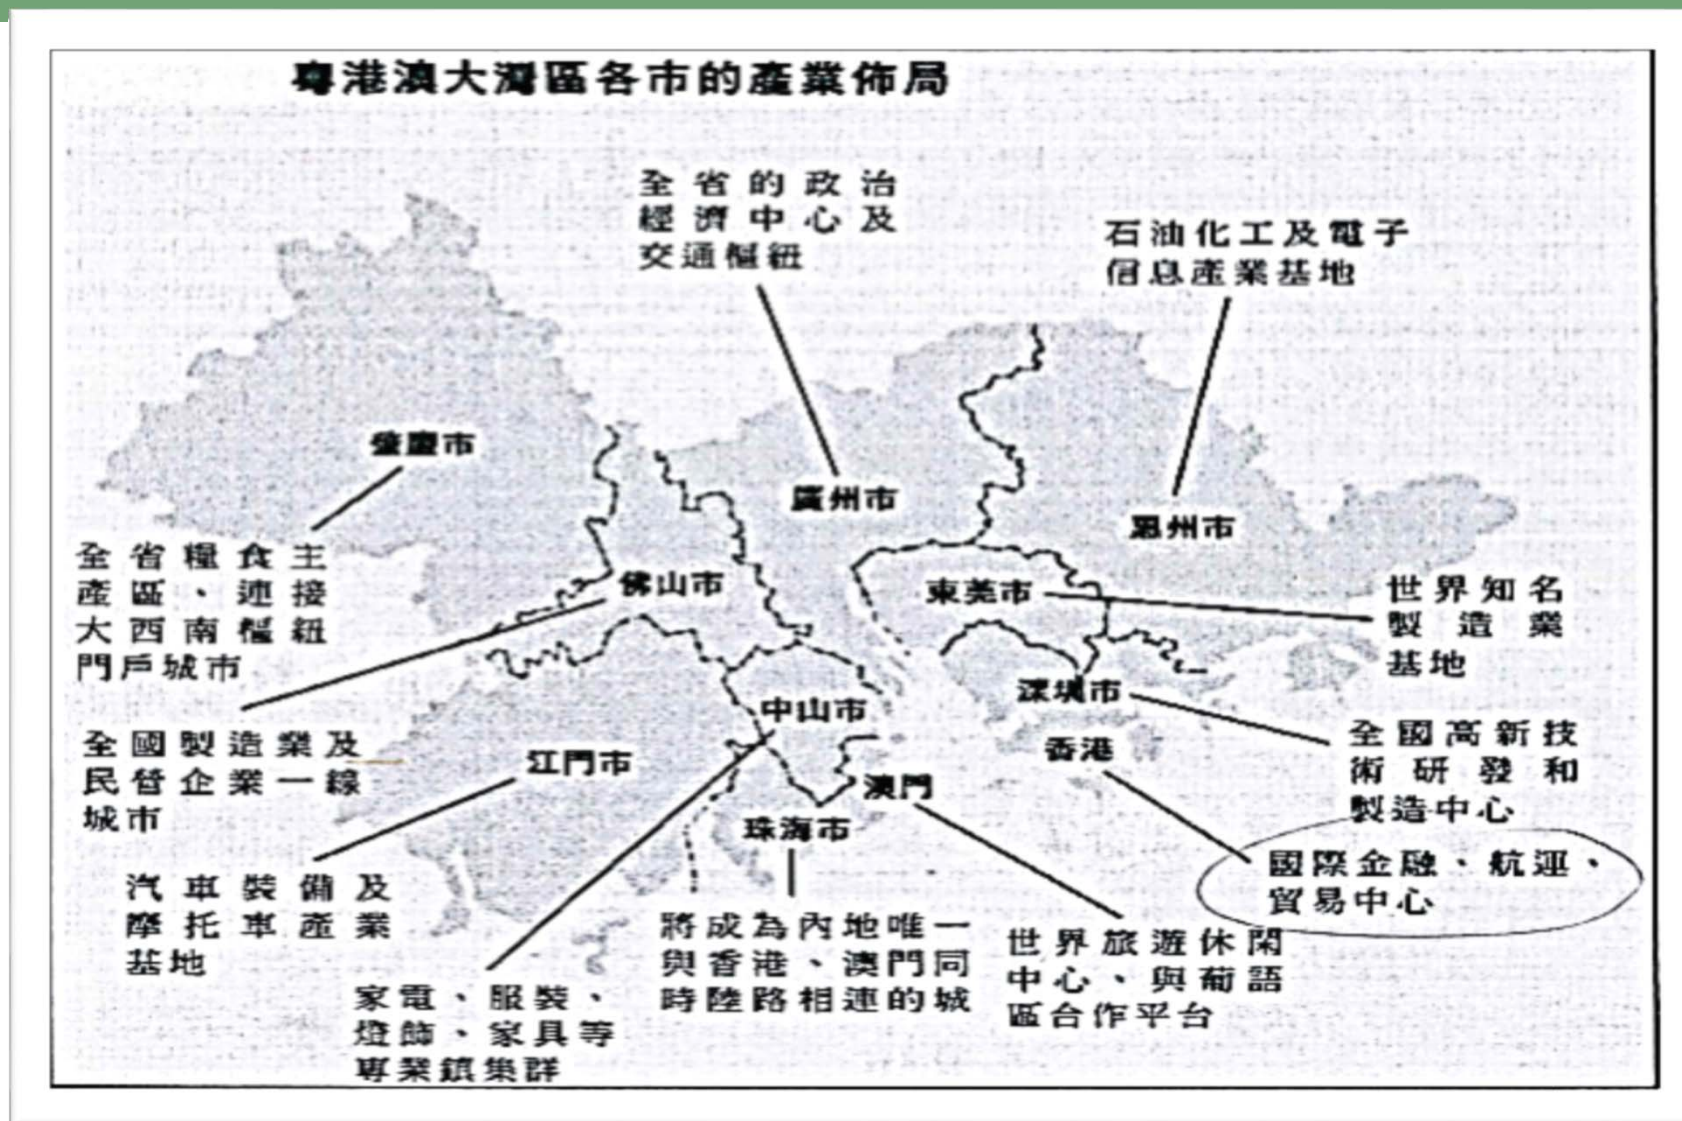 粵港澳大灣區各市的產業佈局
全省的政治
經濟中心及
交通樞紐
石油化工及電子
信息產業基地
肇慶市
廣州市
惠州市
全省糧食主
產區、連接
大西南樞紐
門戶城市
佛山市
東莞市
世界知名
製造業
基地
深圳市
中山市
香港
江門市
澳門
珠海市
全國製造業及
民營企業一線
城市
全國高新技
術研發和
製造中心
國際金融、航運、
貿易中心
汽車裝備及
摩托車產業
基地
家電、服裝、
燈飾、家具等
專業鎮集群
將成為內地唯一
與香港、澳門同
時陸路相連的城
世界旅遊休閑
中心、與葡語
區合作平台